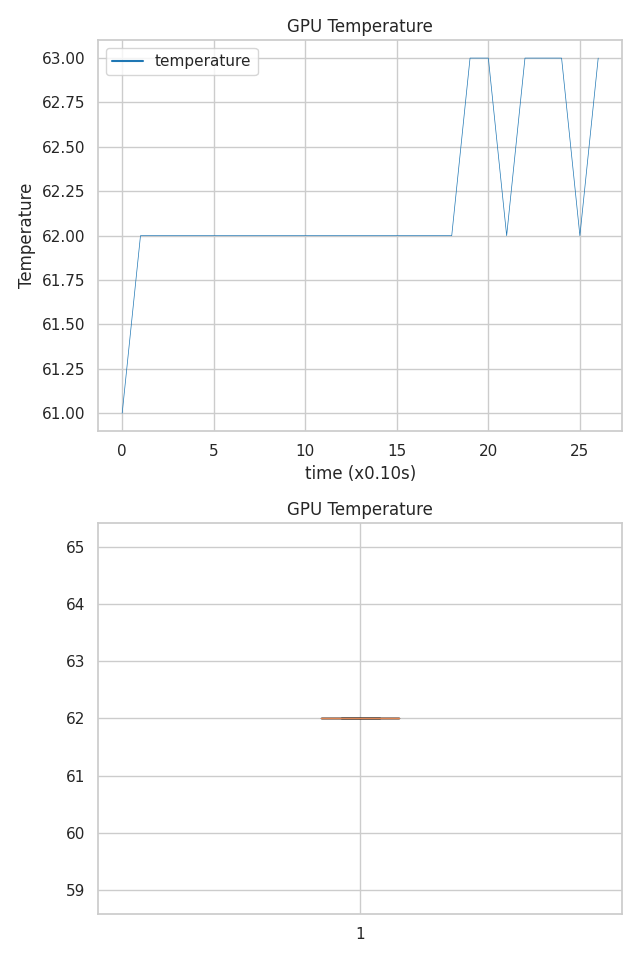 GPU Temperature
63.00
62.75
62.50
62.25
62.00
61.75
61.50
61.25
61.00
Temperature
temperature
0 5 10 15 20 25
time (x0.10s)
GPU Temperature
65
64
63
62
61
60
59
1